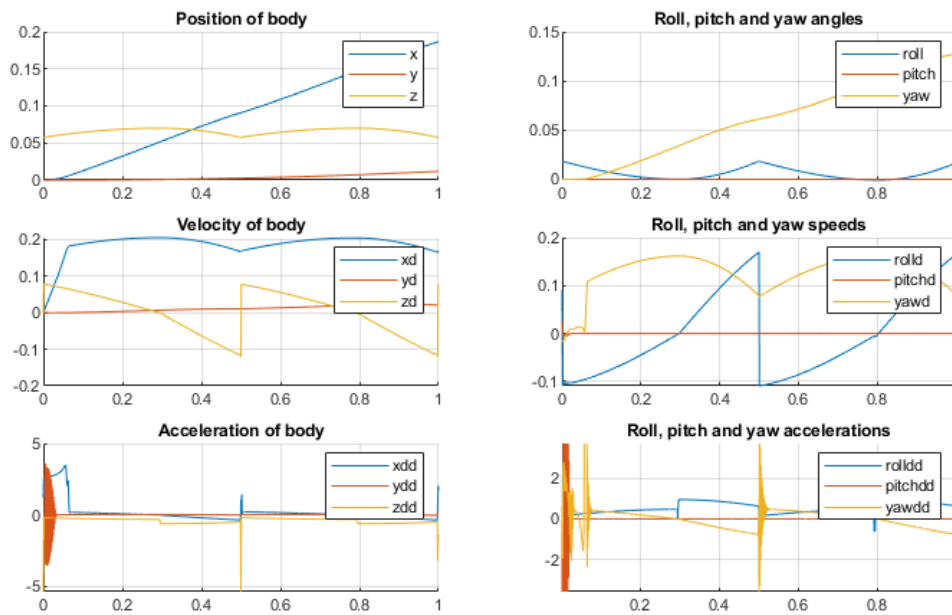 Position of body
0.2
0.15
0.1
0.05
0
0
0.2
0.4
0.6
0.8
1
x
y
z
Roll, pitch and yaw angles
0.15
0.1
0.05
0
0
0.2
0.4
0.6
0.8
roll
pitch
yaw
Velocity of body
0.2
0.1
0
-0.1
-0.2
0
0.2
0.4
0.6
0.8
1
xd
yd
zd
Roll, pitch and yaw speeds
0.2
0.1
0
-0.1
0
0.2
0.4
0.6
0.8
rolld
pitchd
yawd
Acceleration of body
5
0
-5
0
0.2
0.4
0.6
0.8
1
xdd
ydd
zdd
Roll, pitch and yaw accelerations
2
0
-2
0
0.2
0.4
0.6
0.8
rolldd
pitchdd
yawdd